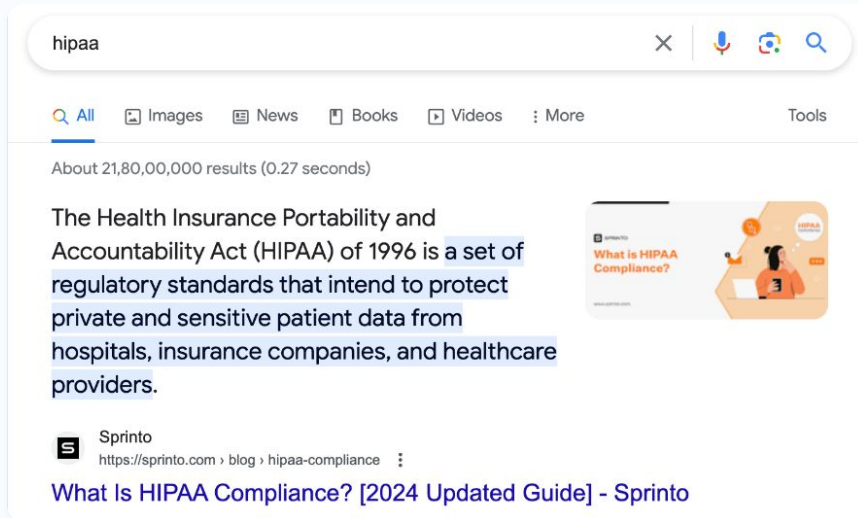 hipaa
All Images News Books Videos More Tools
About 21,80,00,000 results (0.27 seconds)
The Health Insurance Portability and
Accountability Act (HIPAA) of 1996 is a set of
regulatory standards that intend to protect
private and sensitive patient data from
hospitals, insurance companies, and healthcare
providers.
SPRINTO
What is HIPAA
Compliance?
www.sprinto.com
HIPAA
Sprinto
https://sprinto.com › blog › hipaa-compliance
What Is HIPAA Compliance? [2024 Updated Guide] - Sprinto